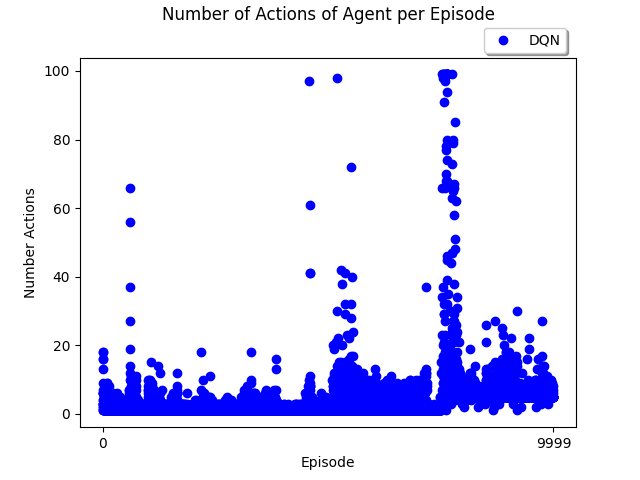 Number of Actions of Agent per Episode
DQN
100
80
60
40
20
0
Number Actions
0
9999
Episode